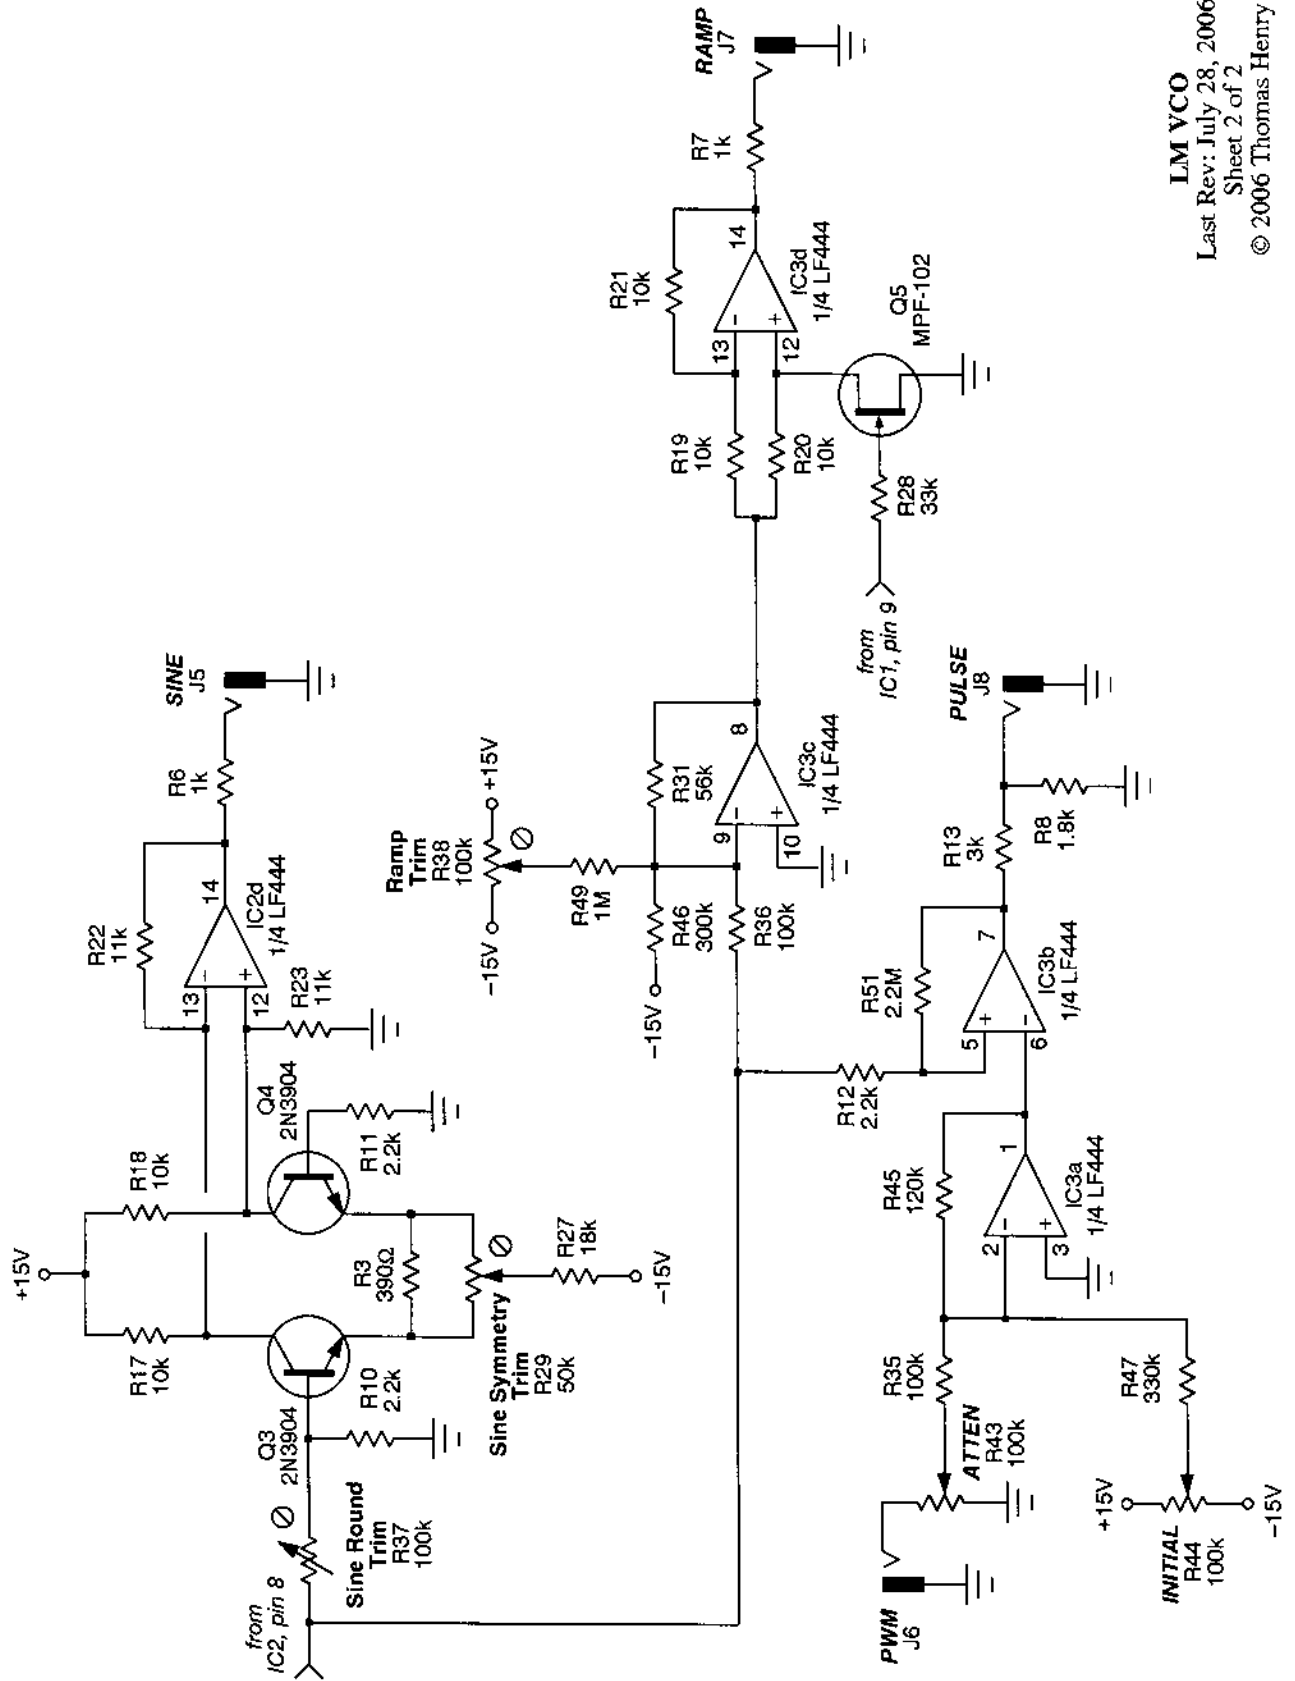 +15V
R17
10k
R18
10k
Q4
2N3904
R22
11k
13
12
14
IC2d
1/4 LF444
R23
11k
R6
1k
SINE
J5
from
IC2, pin 8
Q3
2N3904
Sine Round
Trim
R37
100k
R10
2.2k
R11
2.2k
R3
390Ω
Sine Symmetry
Trim
R29
50k
R27
18k
−15V
Ramp
Trim
R38
100k
−15V
+15V
R49
1M
−15V
R46
300k
R36
100k
R31
56k
9
10
8
IC3c
1/4 LF444
R19
10k
R20
10k
R21
10k
13
12
14
IC3d
1/4 LF444
R7
1k
RAMP
J7
from
IC1, pin 9
R28
33k
Q5
MPF-102
R12
2.2k
R51
2.2M
5
6
7
IC3b
1/4 LF444
R13
3k
R8
1.8k
PULSE
J8
PWM
J6
ATTEN
R43
100k
R35
100k
R45
120k
2
3
1
IC3a
1/4 LF444
R47
330k
+15V
INITIAL
R44
100k
−15V
LM VCO
Last Rev: July 28, 2006
Sheet 2 of 2
© 2006 Thomas Henry